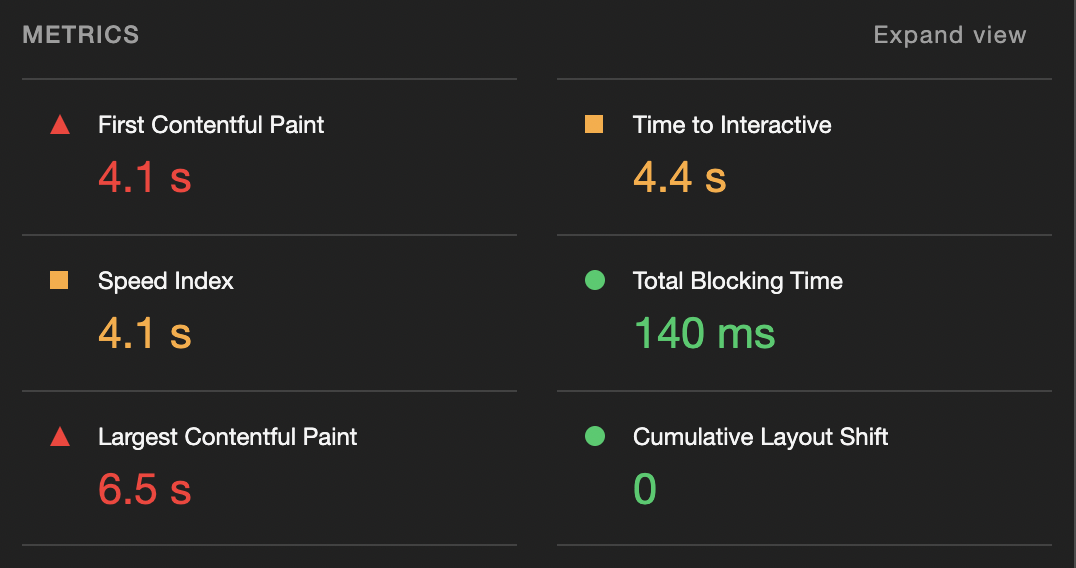 METRICS
Expand view
First Contentful Paint
4.1 s
Time to Interactive
4.4 s
Speed Index
4.1 s
Total Blocking Time
140 ms
Largest Contentful Paint
6.5 s
Cumulative Layout Shift
0